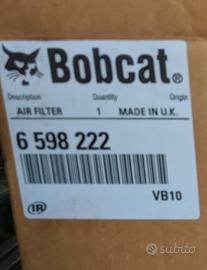 Bobcat®
Description Quantity Origin
AIR FILTER 1 MADE IN U.K.
6 598 222
VB10
IR
subito